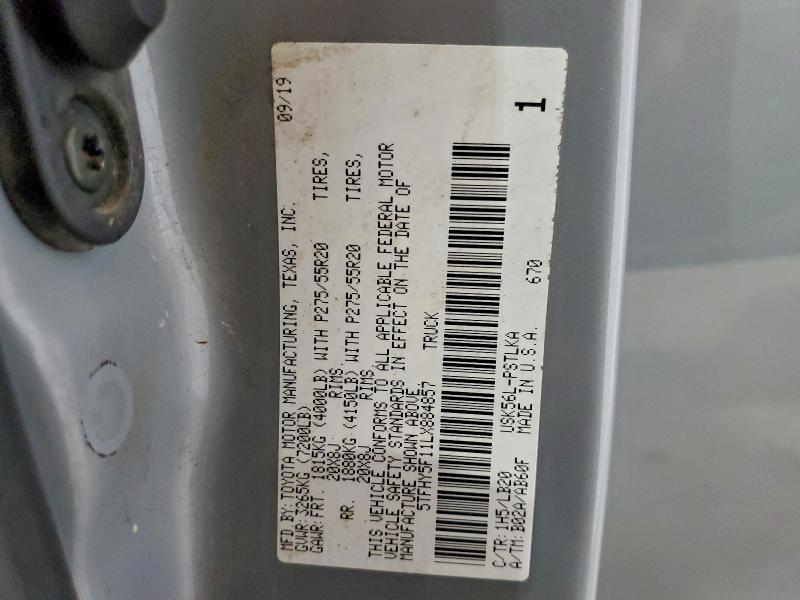 MFD.BY:TOYOTA MOTOR MANUFACTURING, TEXAS, INC. 09/19
GVWR:3265KG (7200LB)
GAWR: FRT. 1815KG (4000LB) WITH P275/55R20 TIRES,
20X8J RIMS.
RR. 1880KG (4150LB) WITH P275/55R20 TIRES,
20X8J RIMS.
THIS VEHICLE CONFORMS TO ALL APPLICABLE FEDERAL MOTOR
VEHICLE SAFETY STANDARDS IN EFFECT ON THE DATE OF
MANUFACTURE SHOWN ABOVE.
5TFHY5F11LX884857 TRUCK
C/TR: 1H5/LB20 USK56L-PSTLKA
A/TM: B02A/AB60F MADE IN U.S.A. 670
1